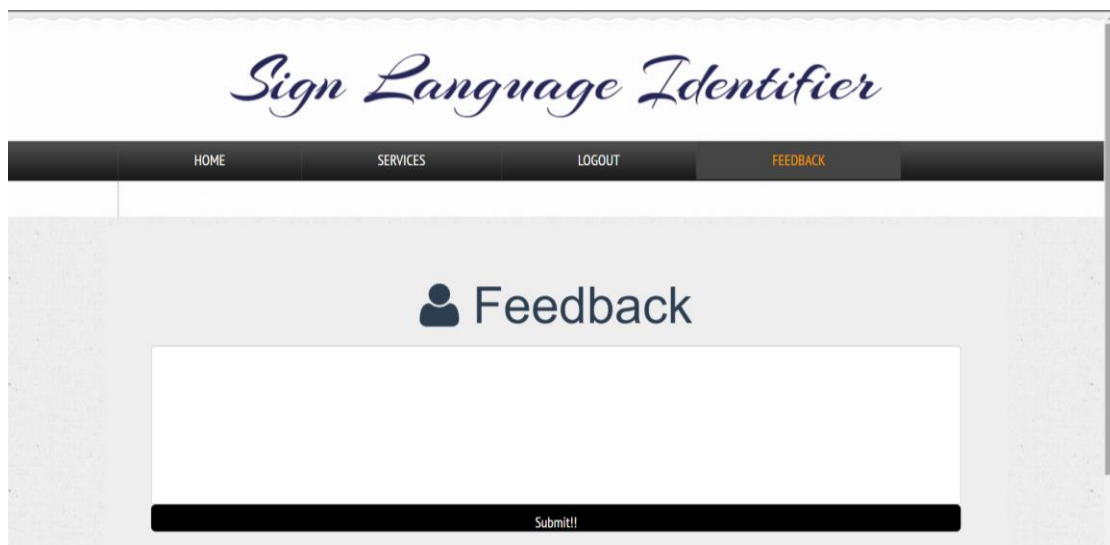 Sign Language Identifier
HOME SERVICES LOGOUT FEEDBACK
Feedback
Submit!!